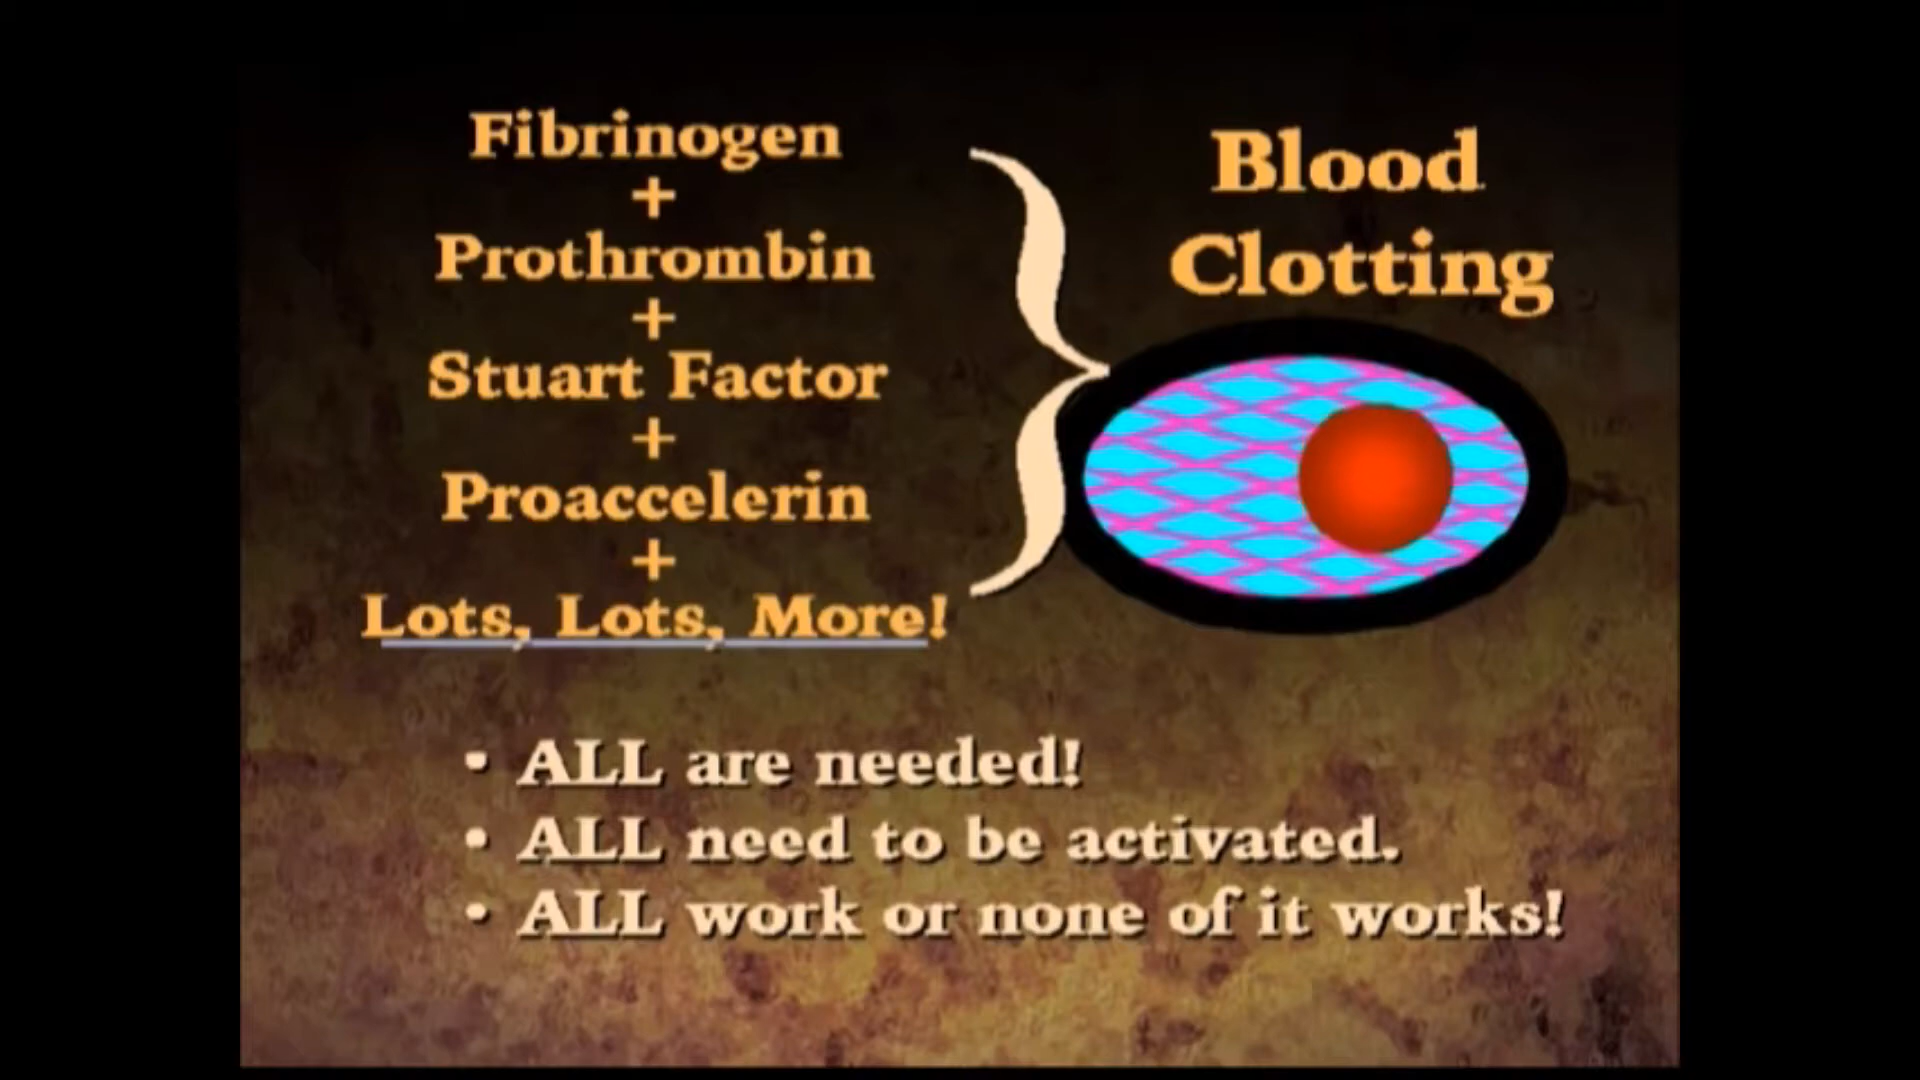 Fibrinogen
+
Prothrombin
+
Stuart Factor
+
Proaccelerin
+
Lots, Lots, More!
Blood
Clotting
• ALL are needed!
• ALL need to be activated.
• ALL work or none of it works!